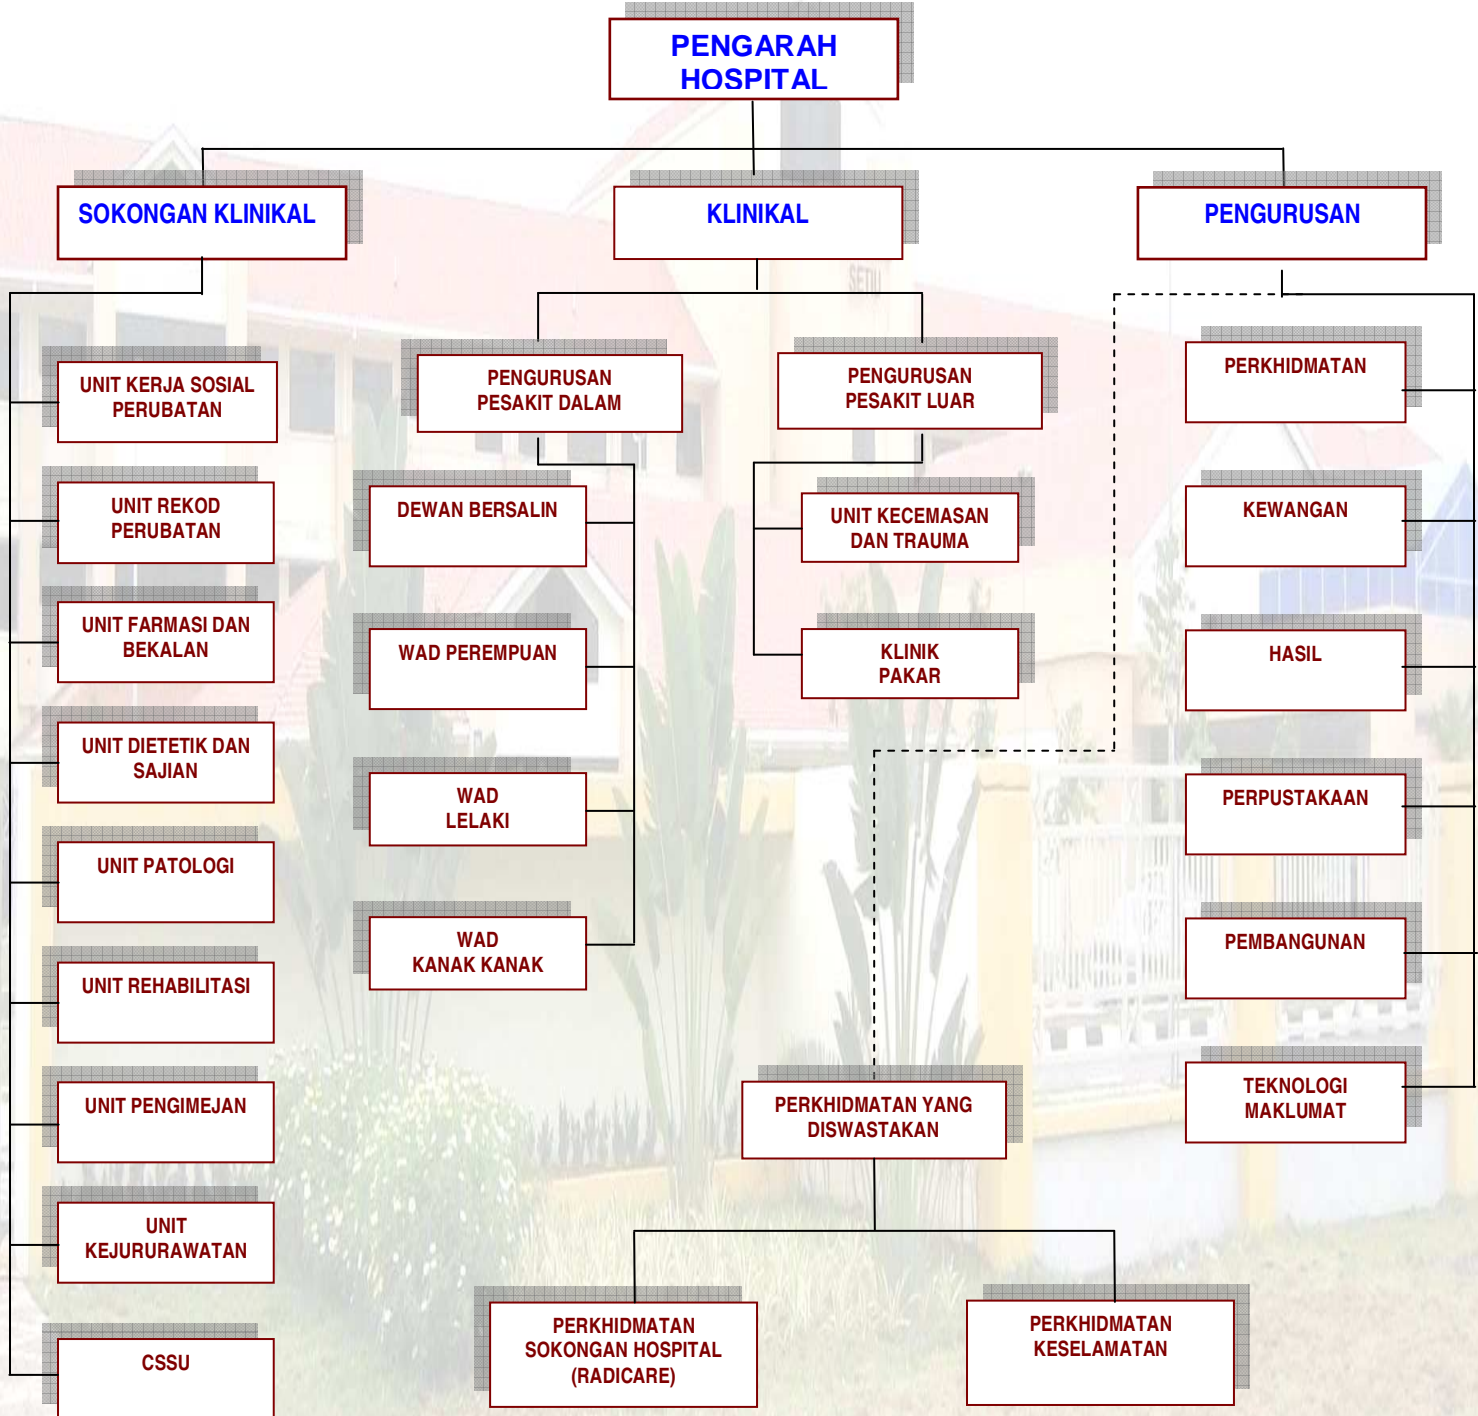 PENGARAH
HOSPITAL
SOKONGAN KLINIKAL
KLINIKAL
PENGURUSAN
SETIU
UNIT KERJA SOSIAL
PERUBATAN
UNIT REKOD
PERUBATAN
UNIT FARMASI DAN
BEKALAN
UNIT DIETETIK DAN
SAJIAN
UNIT PATOLOGI
UNIT REHABILITASI
UNIT PENGIMEJAN
UNIT
KEJURURAWATAN
CSSU
PENGURUSAN
PESAKIT DALAM
DEWAN BERSALIN
WAD PEREMPUAN
WAD
LELAKI
WAD
KANAK KANAK
PENGURUSAN
PESAKIT LUAR
UNIT KECEMASAN
DAN TRAUMA
KLINIK
PAKAR
PERKHIDMATAN
KEWANGAN
HASIL
PERPUSTAKAAN
PEMBANGUNAN
TEKNOLOGI
MAKLUMAT
PERKHIDMATAN YANG
DISWASTAKAN
PERKHIDMATAN
SOKONGAN HOSPITAL
(RADICARE)
PERKHIDMATAN
KESELAMATAN